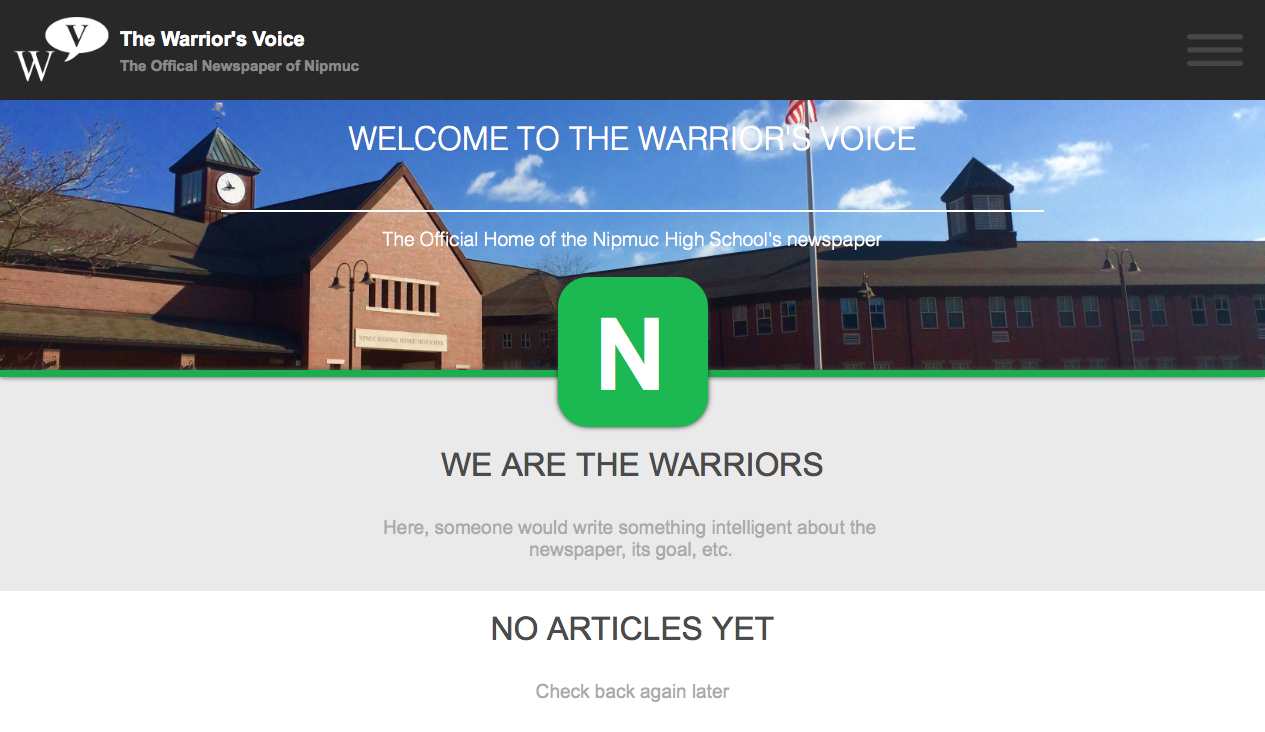 W V
The Warrior's Voice
The Offical Newspaper of Nipmuc
WELCOME TO THE WARRIOR'S VOICE
The Official Home of the Nipmuc High School's newspaper
NIPMUC REGIONAL DISTRICT HIGH SCHOOL
N
WE ARE THE WARRIORS
Here, someone would write something intelligent about the
newspaper, its goal, etc.
NO ARTICLES YET
Check back again later